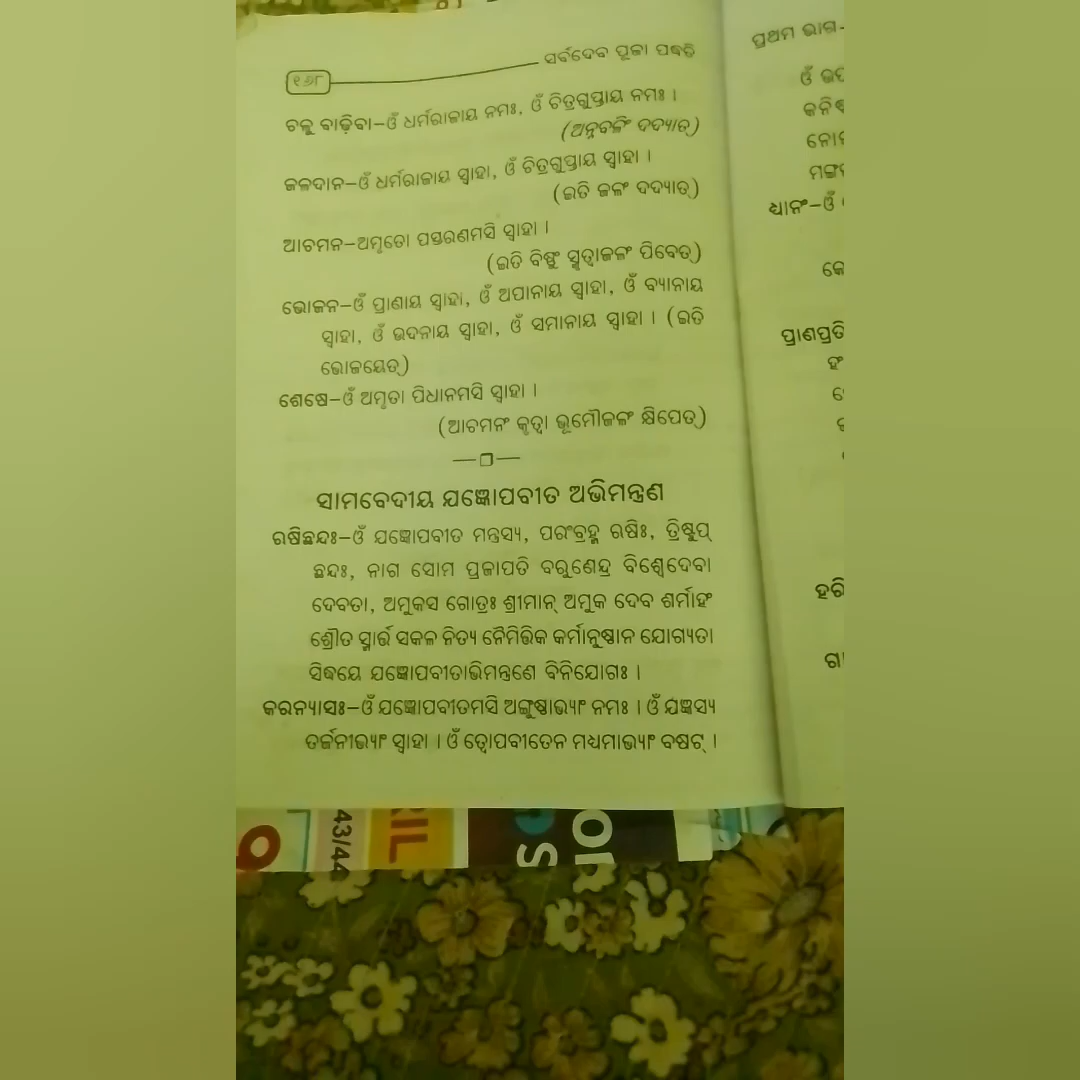 ସର୍ବଦେବ ପୂଜା ପଦ୍ଧତି
୧୬୮
ଚଳୁ ବାଢ଼ିବା–ଓଁ ଧର୍ମରାଜାୟ ନମଃ, ଓଁ ଚିତ୍ରଗୁପ୍ତାୟ ନମଃ ।
(ଅନ୍ନବଳିଂ ଦଦ୍ୟାତ୍)
ଜଳଦାନ–ଓଁ ଧର୍ମରାଜାୟ ସ୍ୱାହା, ଓଁ ଚିତ୍ରଗୁପ୍ତାୟ ସ୍ୱାହା ।
(ଇତି ଜଳଂ ଦଦ୍ୟାତ୍)
ଆଚମନ–ଅମୃତୋ ପସ୍ତରଣମସି ସ୍ୱାହା ।
(ଇତି ବିଷ୍ଣୁଂ ସ୍ମୃତ୍ୱାଜଳଂ ପିବେତ୍)
ଭୋଜନ–ଓଁ ପ୍ରାଣାୟ ସ୍ୱାହା, ଓଁ ଅପାନାୟ ସ୍ୱାହା, ଓଁ ବ୍ୟାନାୟ
ସ୍ୱାହା, ଓଁ ଉଦନାୟ ସ୍ୱାହା, ଓଁ ସମାନାୟ ସ୍ୱାହା । (ଇତି
ଭୋଜୟେତ୍)
ଶେଷେ–ଓଁ ଅମୃତା ପିଧାନମସି ସ୍ୱାହା ।
(ଆଚମନଂ କୃତ୍ୱା ଭୂମୌଜଳଂ କ୍ଷିପେତ୍)
ସାମବେଦୀୟ ଯଜ୍ଞୋପବୀତ ଅଭିମନ୍ତ୍ରଣ
ଋଷିଛନ୍ଦଃ–ଓଁ ଯଜ୍ଞୋପବୀତ ମନ୍ତ୍ରସ୍ୟ, ପରଂବ୍ରହ୍ମ ଋଷିଃ, ତ୍ରିଷ୍ଟୁପ୍
ଛନ୍ଦଃ, ନାଗ ସୋମ ପ୍ରଜାପତି ବରୁଣେନ୍ଦ୍ର ବିଶ୍ୱେଦେବା
ଦେବତା, ଅମୁକସ ଗୋତ୍ରଃ ଶ୍ରୀମାନ୍ ଅମୁକ ଦେବ ଶର୍ମାହଂ
ଶ୍ରୌତ ସ୍ମାର୍ତ୍ତ ସକଳ ନିତ୍ୟ ନୈମିତ୍ତିକ କର୍ମାନୁଷ୍ଠାନ ଯୋଗ୍ୟତା
ସିଦ୍ଧୟେ ଯଜ୍ଞୋପବୀତାଭିମନ୍ତ୍ରଣେ ବିନିଯୋଗଃ ।
କରନ୍ୟାସଃ–ଓଁ ଯଜ୍ଞୋପବୀତମସି ଅଙ୍ଗୁଷ୍ଠାଭ୍ୟାଂ ନମଃ । ଓଁ ଯଜ୍ଞସ୍ୟ
ତର୍ଜନୀଭ୍ୟାଂ ସ୍ୱାହା । ଓଁ ତ୍ୱୋପବୀତେନ ମଧ୍ୟମାଭ୍ୟାଂ ବଷଟ୍ ।
ପ୍ରଥମ ଭାଗ-
ଧ୍ୟାନଂ–ଓଁ
43/44